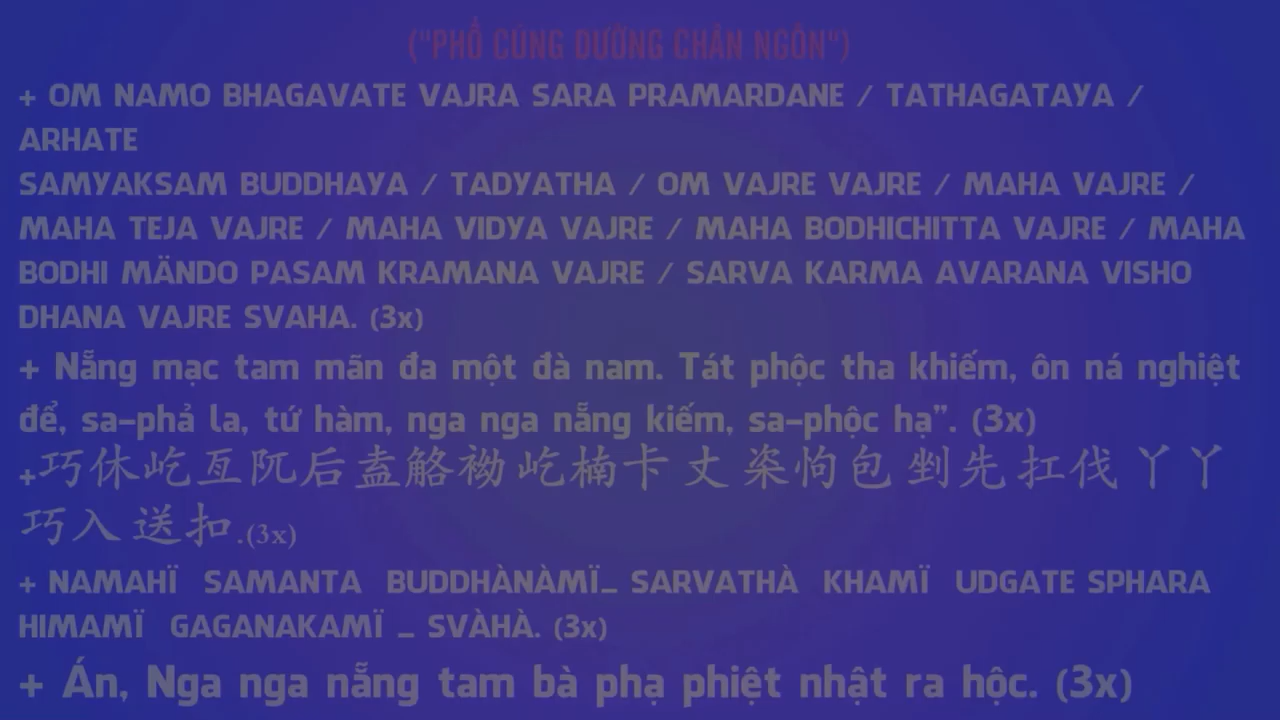 ("PHỔ CÚNG DƯỜNG CHÂN NGÔN")
+ OM NAMO BHAGAVATE VAJRA SARA PRAMARDANE / TATHAGATAYA /
ARHATE
SAMYAKSAM BUDDHAYA / TADYATHA / OM VAJRE VAJRE / MAHA VAJRE /
MAHA TEJA VAJRE / MAHA VIDYA VAJRE / MAHA BODHICHITTA VAJRE / MAHA
BODHI MÄNDO PASAM KRAMANA VAJRE / SARVA KARMA AVARANA VISHO
DHANA VAJRE SVAHA. (3x)
+ Nẵng mạc tam mãn đa một đà nam. Tát phộc tha khiếm, ôn ná nghiệt
để, sa-phả la, tứ hàm, nga nga nẵng kiếm, sa-phộc hạ”. (3x)
+巧休屹亙阢后盍觡袎屹楠卡丈 栥怐包 剉先 扛伐 丫丫
巧入 送扣.(3x)
+ NAMAHÏ SAMANTA BUDDHÀNÀMÏ_ SARVATHÀ KHAMÏ UDGATE SPHARA
HIMAMÏ GAGANAKAMÏ _ SVÀHÀ. (3x)
+ Án, Nga nga nẵng tam bà phạ phiệt nhật ra hộc. (3x)